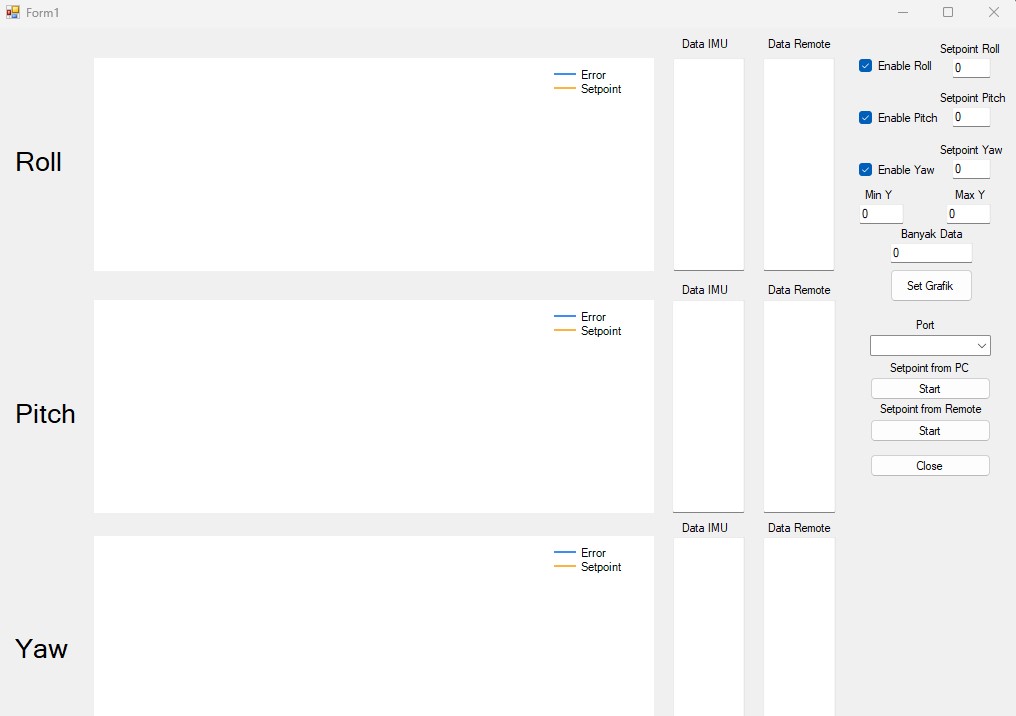 Form1
Data IMU
Data Remote
Error
Setpoint
Roll
Setpoint Roll
Enable Roll
0
Setpoint Pitch
Enable Pitch
0
Setpoint Yaw
Enable Yaw
0
Min Y
Max Y
0
0
Banyak Data
0
Set Grafik
Data IMU
Data Remote
Error
Setpoint
Pitch
Port
Setpoint from PC
Start
Setpoint from Remote
Start
Close
Data IMU
Data Remote
Error
Setpoint
Yaw